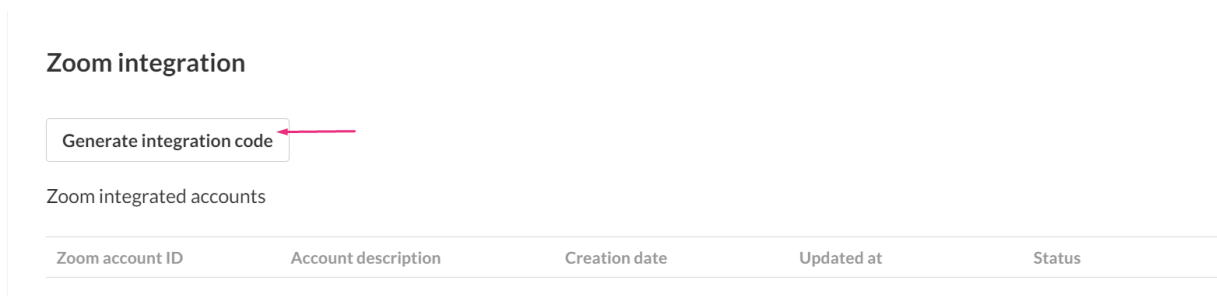 Zoom integration
Generate integration code
Zoom integrated accounts
Zoom account ID Account description Creation date Updated at Status